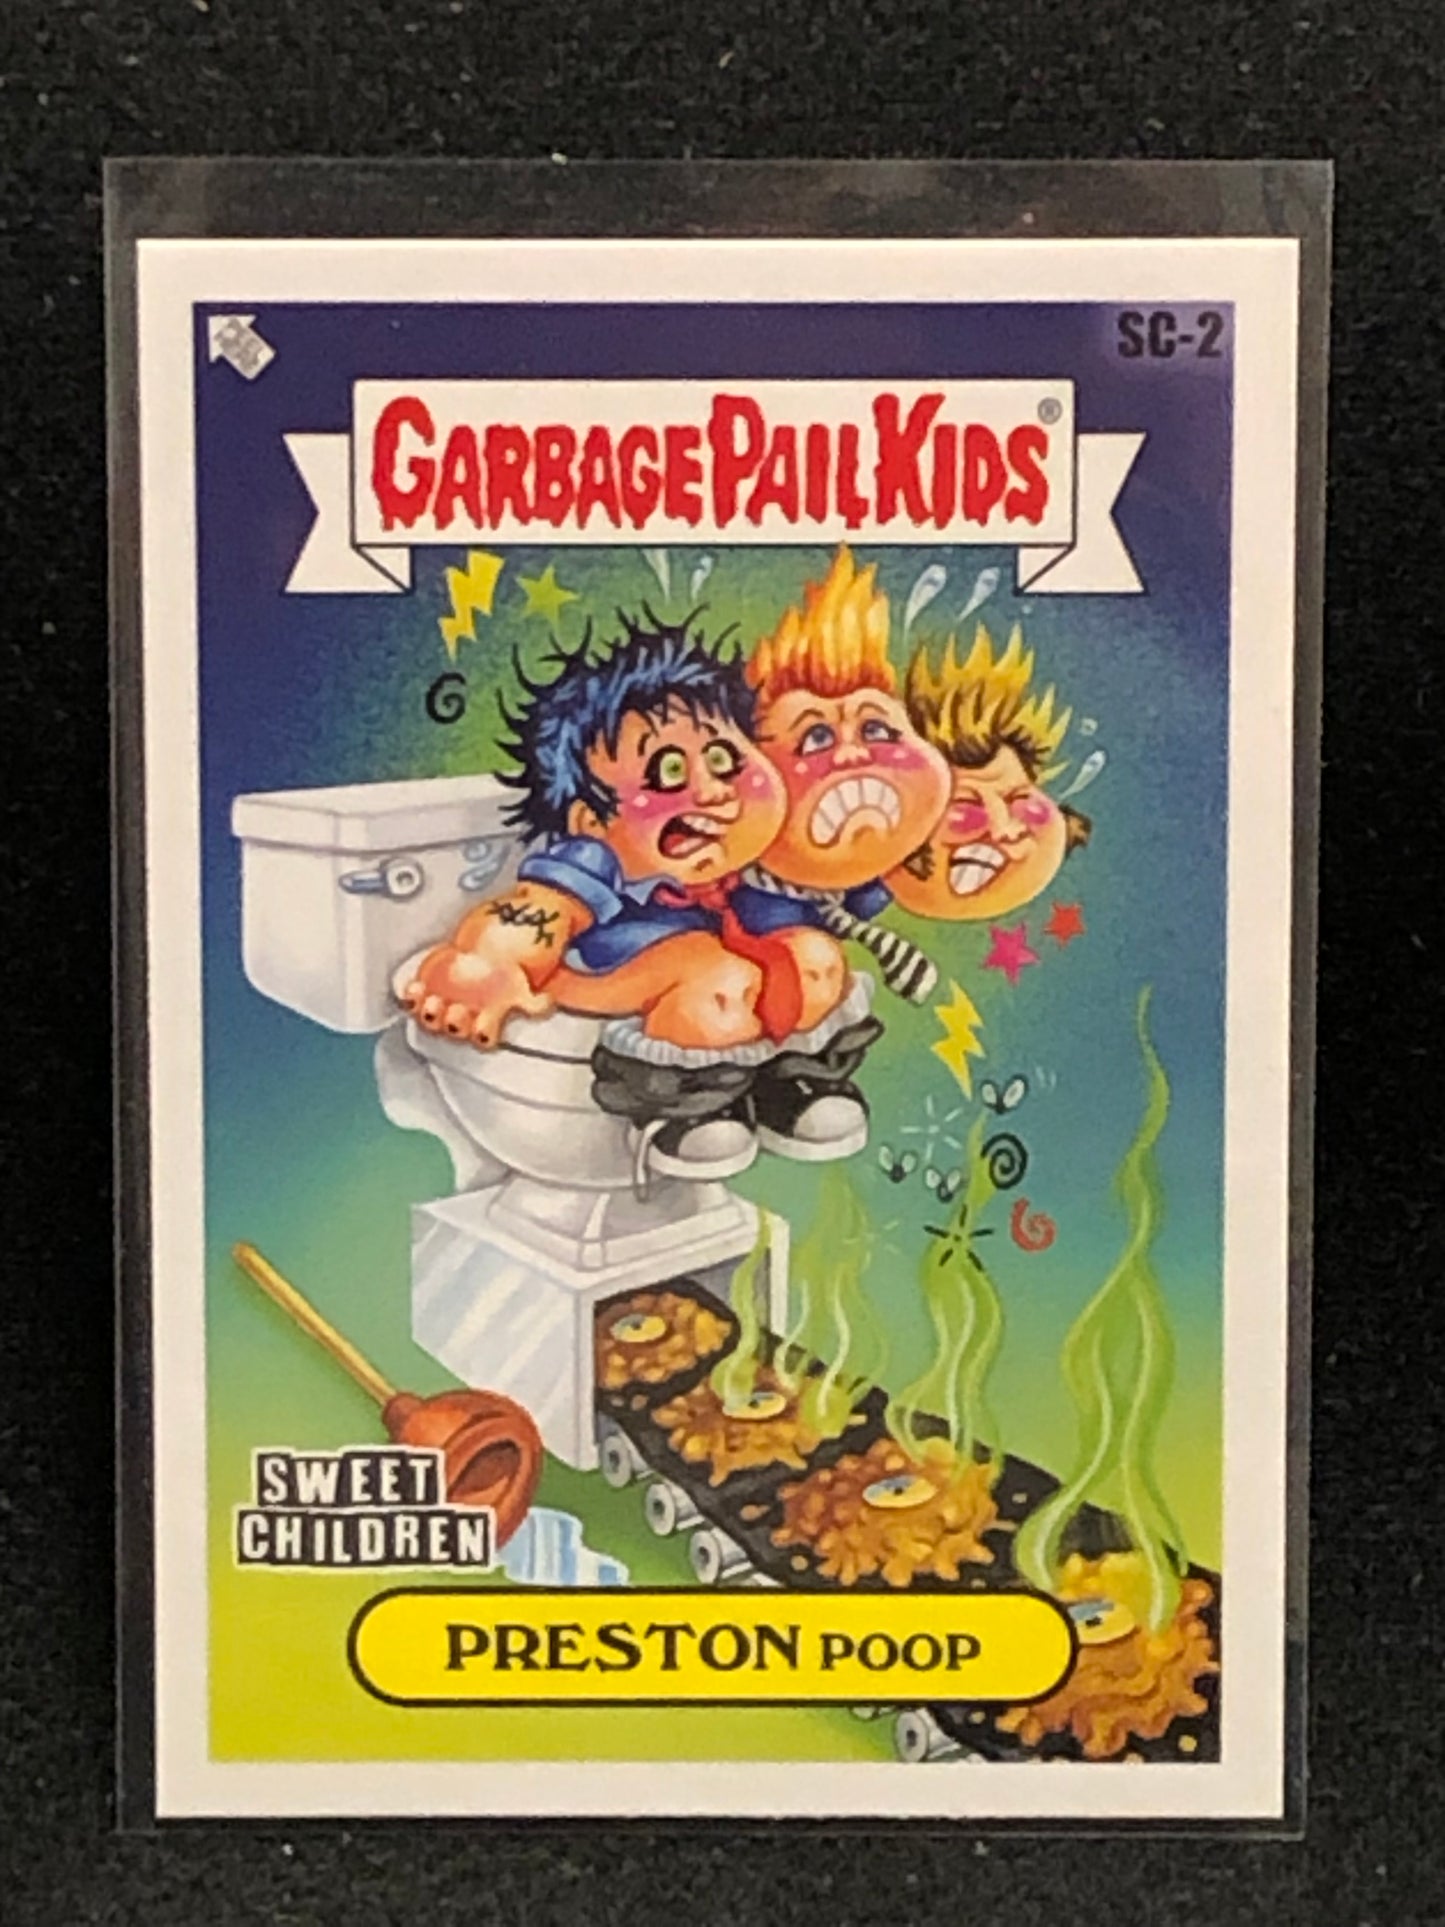 SC-2
GARBAGE PAIL KIDS®
SWEET
CHILDREN
PRESTON POOP